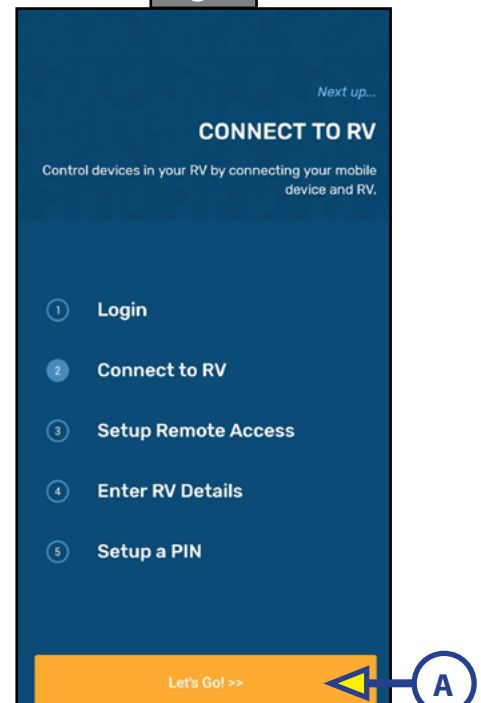 Next up...
CONNECT TO RV
Control devices in your RV by connecting your mobile
device and RV.
1 Login
2 Connect to RV
3 Setup Remote Access
4 Enter RV Details
5 Setup a PIN
Let's Go! >>
A